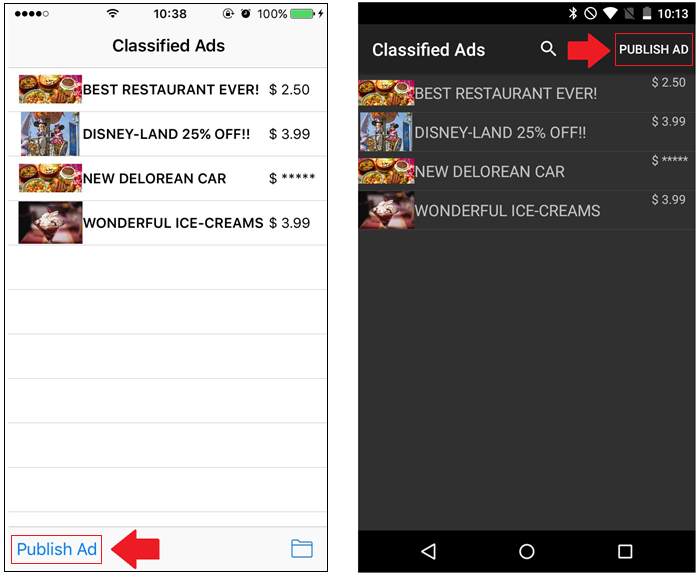 10:38 100%
Classified Ads
BEST RESTAURANT EVER! $ 2.50
DISNEY-LAND 25% OFF!! $ 3.99
NEW DELOREAN CAR $ *****
WONDERFUL ICE-CREAMS $ 3.99
Publish Ad
10:13
Classified Ads PUBLISH AD
BEST RESTAURANT EVER! $ 2.50
DISNEY-LAND 25% OFF!! $ 3.99
NEW DELOREAN CAR $ *****
WONDERFUL ICE-CREAMS $ 3.99